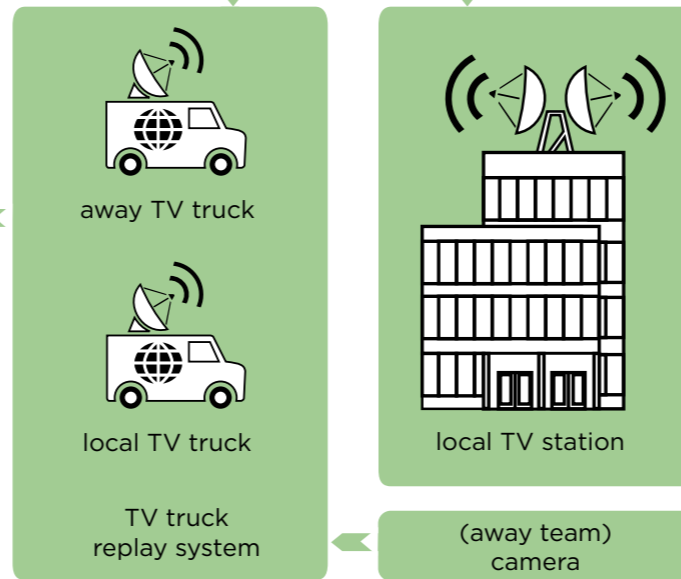 away TV truck
local TV truck
TV truck
replay system
local TV station
(away team)
camera